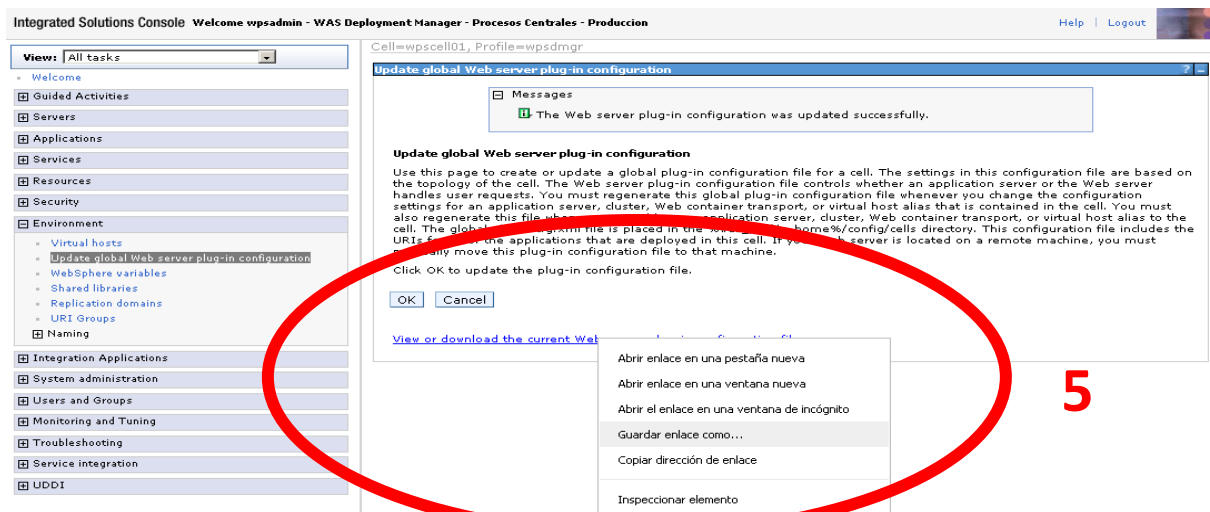 Integrated Solutions Console Welcome wpsadmin - WAS Deployment Manager - Procesos Centrales - Produccion
Help | Logout
View: All tasks
Welcome
Guided Activities
Servers
Applications
Services
Resources
Security
Environment
Virtual hosts
Update global Web server plug-in configuration
WebSphere variables
Shared libraries
Replication domains
URI Groups
Naming
Integration Applications
System administration
Users and Groups
Monitoring and Tuning
Troubleshooting
Service integration
UDDI
Cell=wpscell01, Profile=wpsdmgr
Update global Web server plug-in configuration ? -
Messages
The Web server plug-in configuration was updated successfully.
Update global Web server plug-in configuration
Use this page to create or update a global plug-in configuration file for a cell. The settings in this configuration file are based on
the topology of the cell. The Web server plug-in configuration file controls whether an application server or the Web server
handles user requests. You must regenerate this global plug-in configuration file whenever you change the configuration
settings for an application server, cluster, Web container transport, or virtual host alias that is contained in the cell. You must
also regenerate this file application server, cluster, Web container transport, or virtual host alias to the
cell. The global file is placed in the home%/config/cells directory. This configuration file includes the
URIs the applications that are deployed in this cell. If server is located on a remote machine, you must
move this plug-in configuration file to that machine.
Click OK to update the plug-in configuration file.
OK Cancel
View or download the current
Abrir enlace en una pestaña nueva
Abrir enlace en una ventana nueva
Abrir el enlace en una ventana de incógnito
Guardar enlace como...
Copiar dirección de enlace
Inspeccionar elemento
5